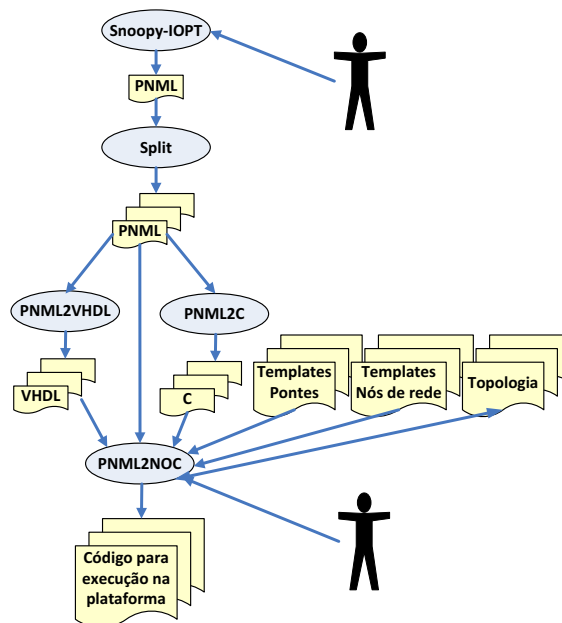 Snoopy-IOPT
PNML
Split
PNML
PNML2VHDL
PNML2C
VHDL
C
Templates
Pontes
Templates
Nós de rede
Topologia
PNML2NOC
Código para
execução na
plataforma